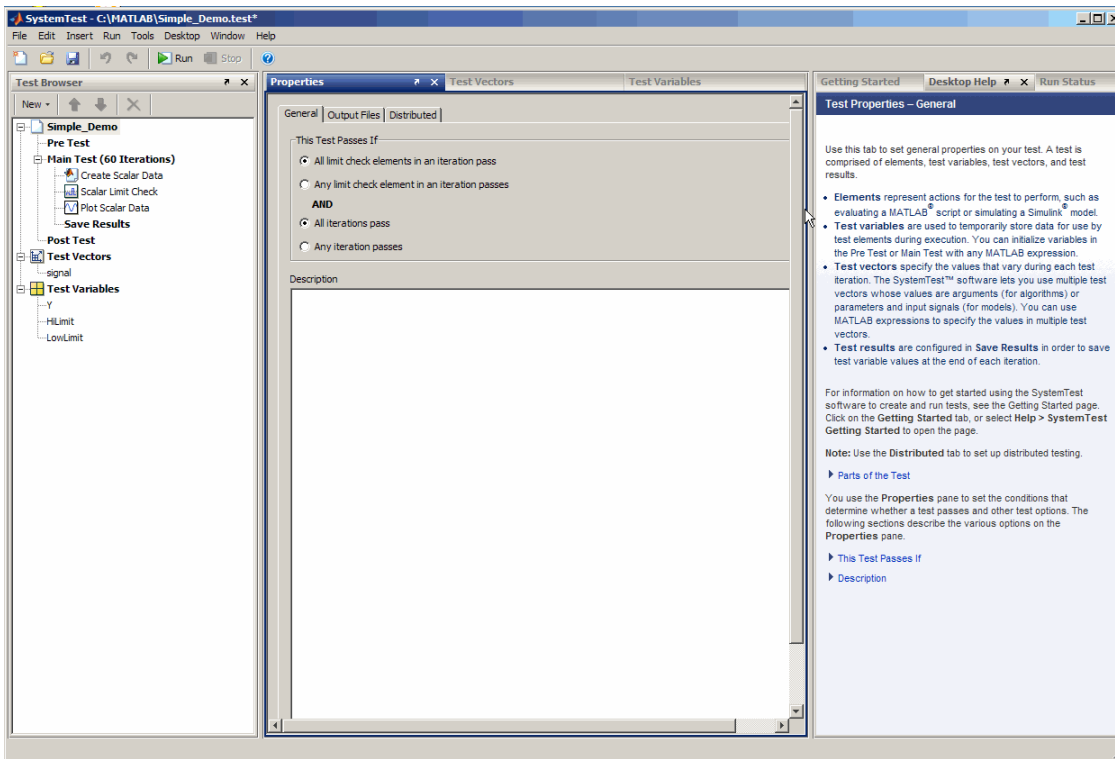 SystemTest - C:\MATLAB\Simple_Demo.test*
File Edit Insert Run Tools Desktop Window Help
Run Stop
Test Browser
New
Simple_Demo
Pre Test
Main Test (60 Iterations)
Create Scalar Data
Scalar Limit Check
Plot Scalar Data
Save Results
Post Test
Test Vectors
signal
Test Variables
Y
HiLimit
LowLimit
Properties Test Vectors Test Variables
General Output Files Distributed
This Test Passes If
All limit check elements in an iteration pass
Any limit check element in an iteration passes
AND
All iterations pass
Any iteration passes
Description
Getting Started Desktop Help Run Status
Test Properties – General
Use this tab to set general properties on your test. A test is
comprised of elements, test variables, test vectors, and test
results.
• Elements represent actions for the test to perform, such as
evaluating a MATLAB® script or simulating a Simulink® model.
• Test variables are used to temporarily store data for use by
test elements during execution. You can initialize variables in
the Pre Test or Main Test with any MATLAB expression.
• Test vectors specify the values that vary during each test
iteration. The SystemTest™ software lets you use multiple test
vectors whose values are arguments (for algorithms) or
parameters and input signals (for models). You can use
MATLAB expressions to specify the values in multiple test
vectors.
• Test results are configured in Save Results in order to save
test variable values at the end of each iteration.
For information on how to get started using the SystemTest
software to create and run tests, see the Getting Started page.
Click on the Getting Started tab, or select Help > SystemTest
Getting Started to open the page.
Note: Use the Distributed tab to set up distributed testing.
Parts of the Test
You use the Properties pane to set the conditions that
determine whether a test passes and other test options. The
following sections describe the various options on the
Properties pane.
This Test Passes If
Description